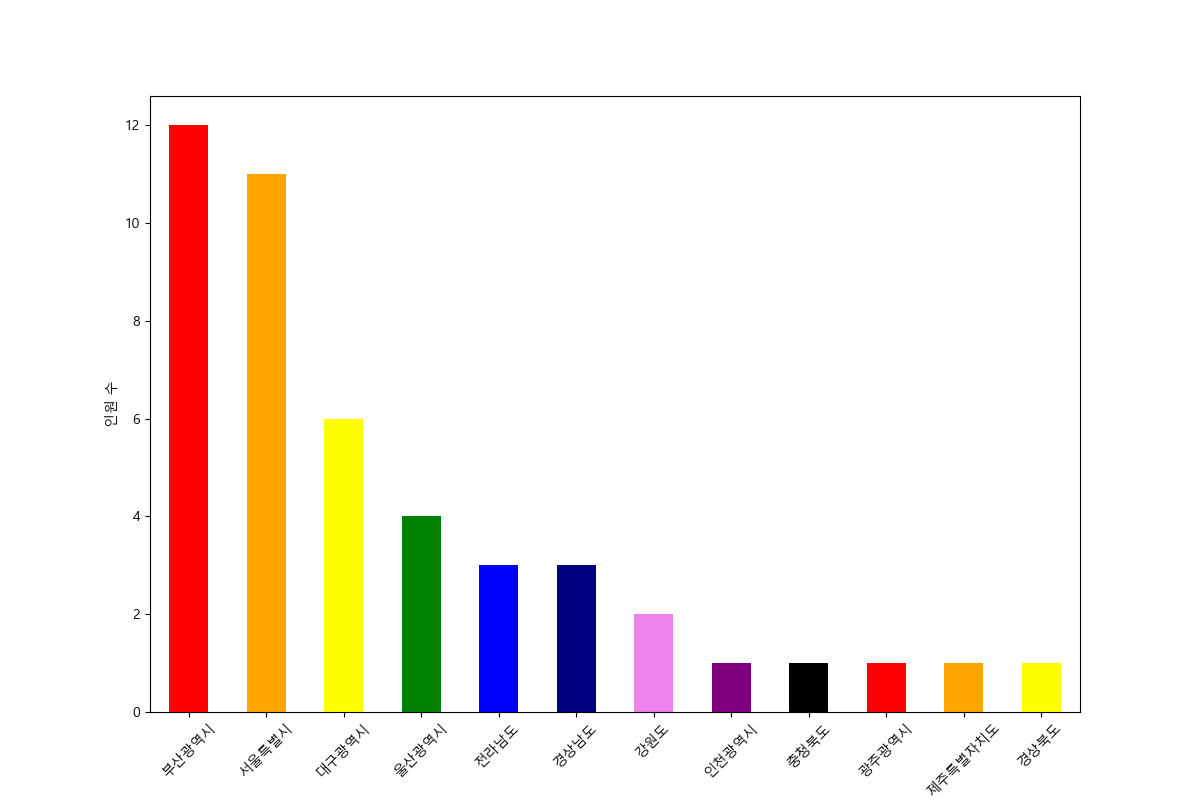 12
10
8
6
4
2
0
인원 수
부산광역시
서울특별시
대구광역시
울산광역시
전라남도
경상남도
강원도
인천광역시
충청북도
광주광역시
제주특별자치도
경상북도